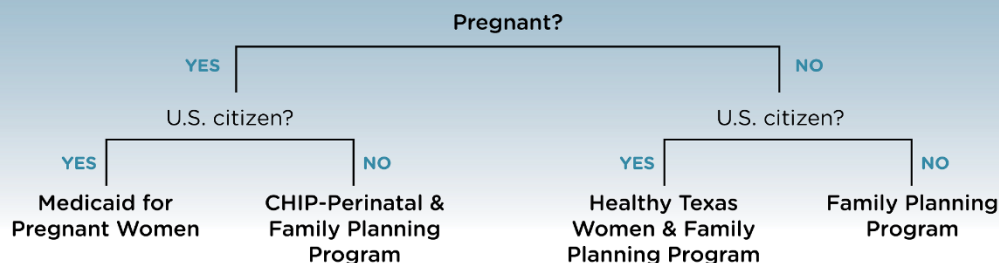 Pregnant?
YES
NO
U.S. citizen?
U.S. citizen?
YES
NO
YES
NO
Medicaid for
Pregnant Women
CHIP-Perinatal &
Family Planning
Program
Healthy Texas
Women & Family
Planning Program
Family Planning
Program